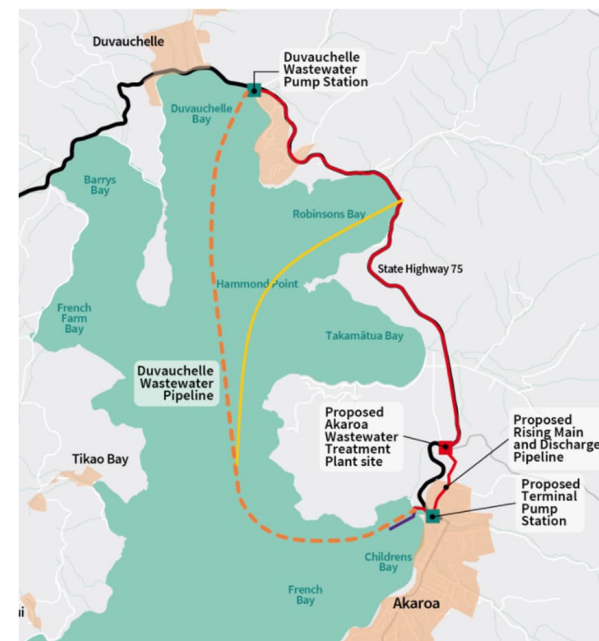 Duvauchelle
Duvauchelle
Wastewater
Pump Station
Duvauchelle
Bay
Barrys
Bay
Robinsons Bay
State Highway 75
Hammond Point
French
Farm
Bay
Takamātua Bay
Duvauchelle
Wastewater
Pipeline
Proposed
Akaroa
Wastewater
Treatment
Plant site
Proposed
Rising Main
and Discharge
Pipeline
Tikao Bay
Proposed
Terminal
Pump
Station
Childrens
Bay
French
Bay
Akaroa